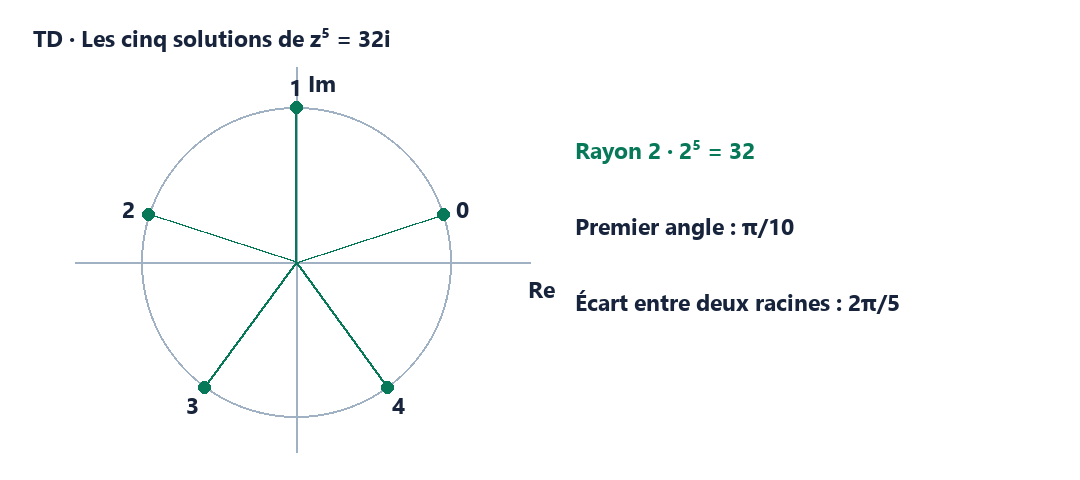 TD · Les cinq solutions de z⁵ = 32i
Im
1
2
0
Re
3
4
Rayon 2 · 2⁵ = 32
Premier angle : π/10
Écart entre deux racines : 2π/5